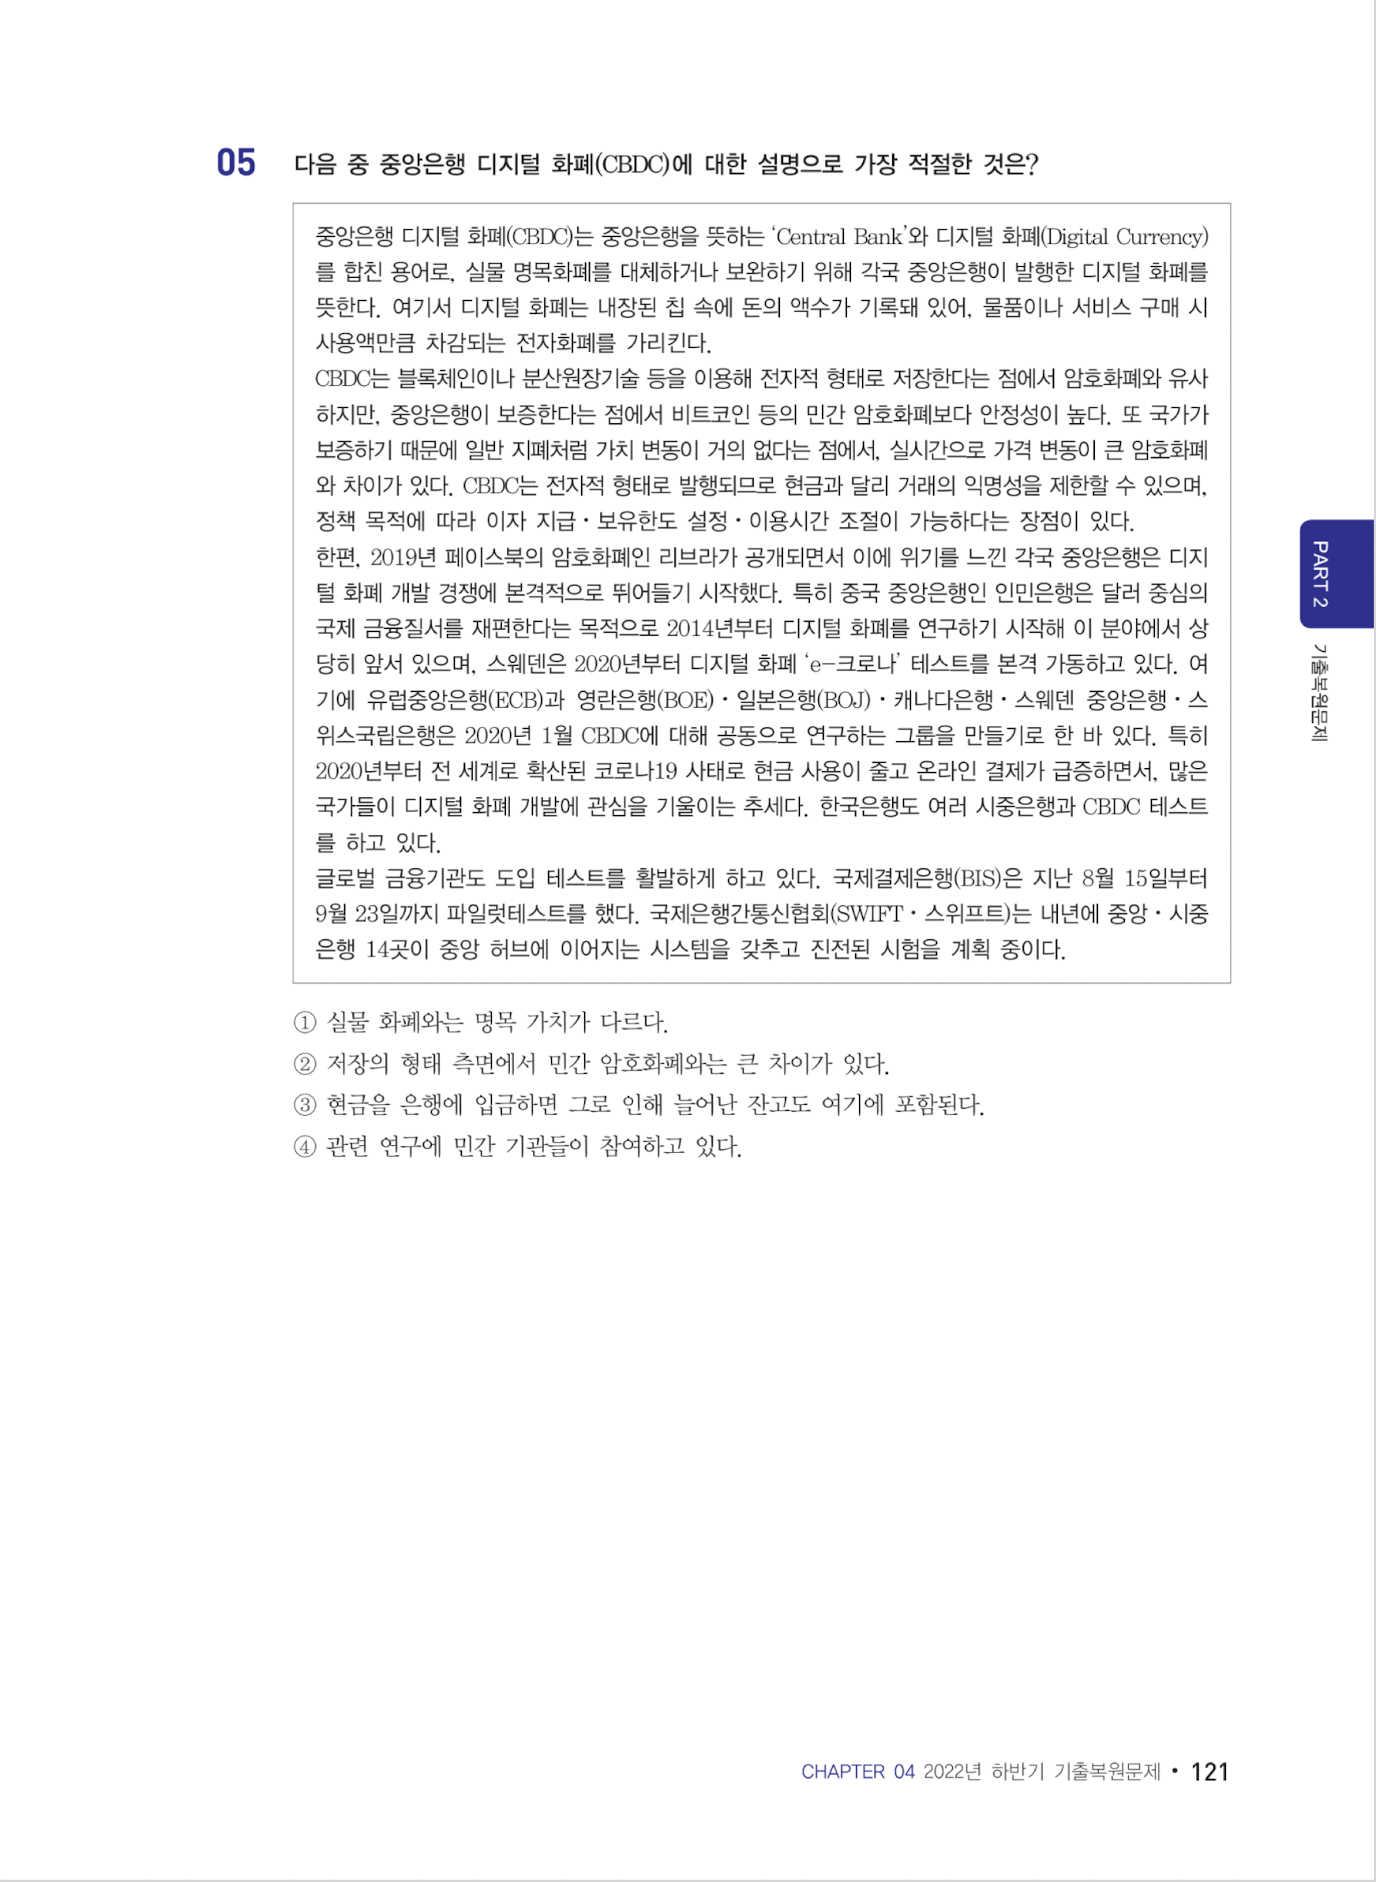 05 다음 중 중앙은행 디지털 화폐(CBDC)에 대한 설명으로 가장 적절한 것은?
중앙은행 디지털 화폐(CBDC)는 중앙은행을 뜻하는 ‘Central Bank’와 디지털 화폐(Digital Currency)
를 합친 용어로, 실물 명목화폐를 대체하거나 보완하기 위해 각국 중앙은행이 발행한 디지털 화폐를
뜻한다. 여기서 디지털 화폐는 내장된 칩 속에 돈의 액수가 기록돼 있어, 물품이나 서비스 구매 시
사용액만큼 차감되는 전자화폐를 가리킨다.
CBDC는 블록체인이나 분산원장기술 등을 이용해 전자적 형태로 저장한다는 점에서 암호화폐와 유사
하지만, 중앙은행이 보증한다는 점에서 비트코인 등의 민간 암호화폐보다 안정성이 높다. 또 국가가
보증하기 때문에 일반 지폐처럼 가치 변동이 거의 없다는 점에서, 실시간으로 가격 변동이 큰 암호화폐
와 차이가 있다. CBDC는 전자적 형태로 발행되므로 현금과 달리 거래의 익명성을 제한할 수 있으며,
정책 목적에 따라 이자 지급・보유한도 설정・이용시간 조절이 가능하다는 장점이 있다.
한편, 2019년 페이스북의 암호화폐인 리브라가 공개되면서 이에 위기를 느낀 각국 중앙은행은 디지
털 화폐 개발 경쟁에 본격적으로 뛰어들기 시작했다. 특히 중국 중앙은행인 인민은행은 달러 중심의
국제 금융질서를 재편한다는 목적으로 2014년부터 디지털 화폐를 연구하기 시작해 이 분야에서 상
당히 앞서 있으며, 스웨덴은 2020년부터 디지털 화폐 ‘e-크로나’ 테스트를 본격 가동하고 있다. 여
기에 유럽중앙은행(ECB)과 영란은행(BOE)・일본은행(BOJ)・캐나다은행・스웨덴 중앙은행・스
위스국립은행은 2020년 1월 CBDC에 대해 공동으로 연구하는 그룹을 만들기로 한 바 있다. 특히
2020년부터 전 세계로 확산된 코로나19 사태로 현금 사용이 줄고 온라인 결제가 급증하면서, 많은
국가들이 디지털 화폐 개발에 관심을 기울이는 추세다. 한국은행도 여러 시중은행과 CBDC 테스트
를 하고 있다.
글로벌 금융기관도 도입 테스트를 활발하게 하고 있다. 국제결제은행(BIS)은 지난 8월 15일부터
9월 23일까지 파일럿테스트를 했다. 국제은행간통신협회(SWIFT・스위프트)는 내년에 중앙・시중
은행 14곳이 중앙 허브에 이어지는 시스템을 갖추고 진전된 시험을 계획 중이다.
① 실물 화폐와는 명목 가치가 다르다.
② 저장의 형태 측면에서 민간 암호화폐와는 큰 차이가 있다.
③ 현금을 은행에 입금하면 그로 인해 늘어난 잔고도 여기에 포함된다.
④ 관련 연구에 민간 기관들이 참여하고 있다.
PART 2
기출복원문제
CHAPTER 04 2022년 하반기 기출복원문제 • 121